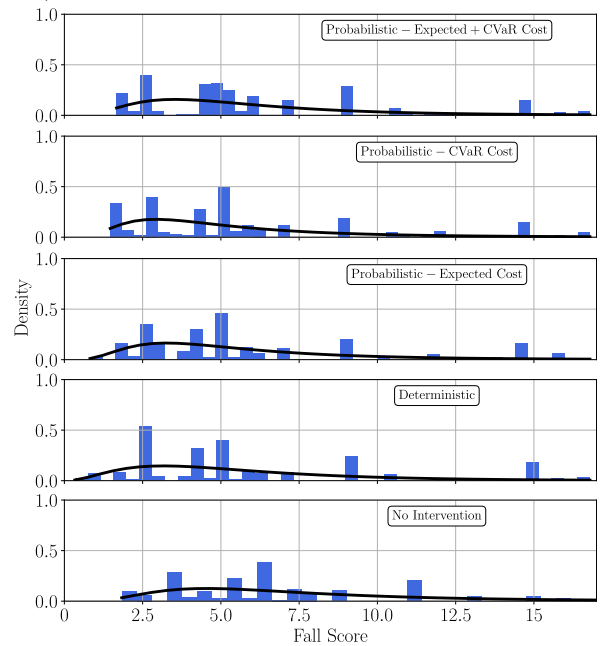 1.0
Probabilistic − Expected + CVaR Cost
0.5
0.0
1.0
Probabilistic − CVaR Cost
0.5
0.0
1.0
Probabilistic − Expected Cost
0.5
0.0
1.0
Deterministic
0.5
0.0
1.0
No Intervention
0.5
0.0
Density
0 2.5 5.0 7.5 10.0 12.5 15
Fall Score